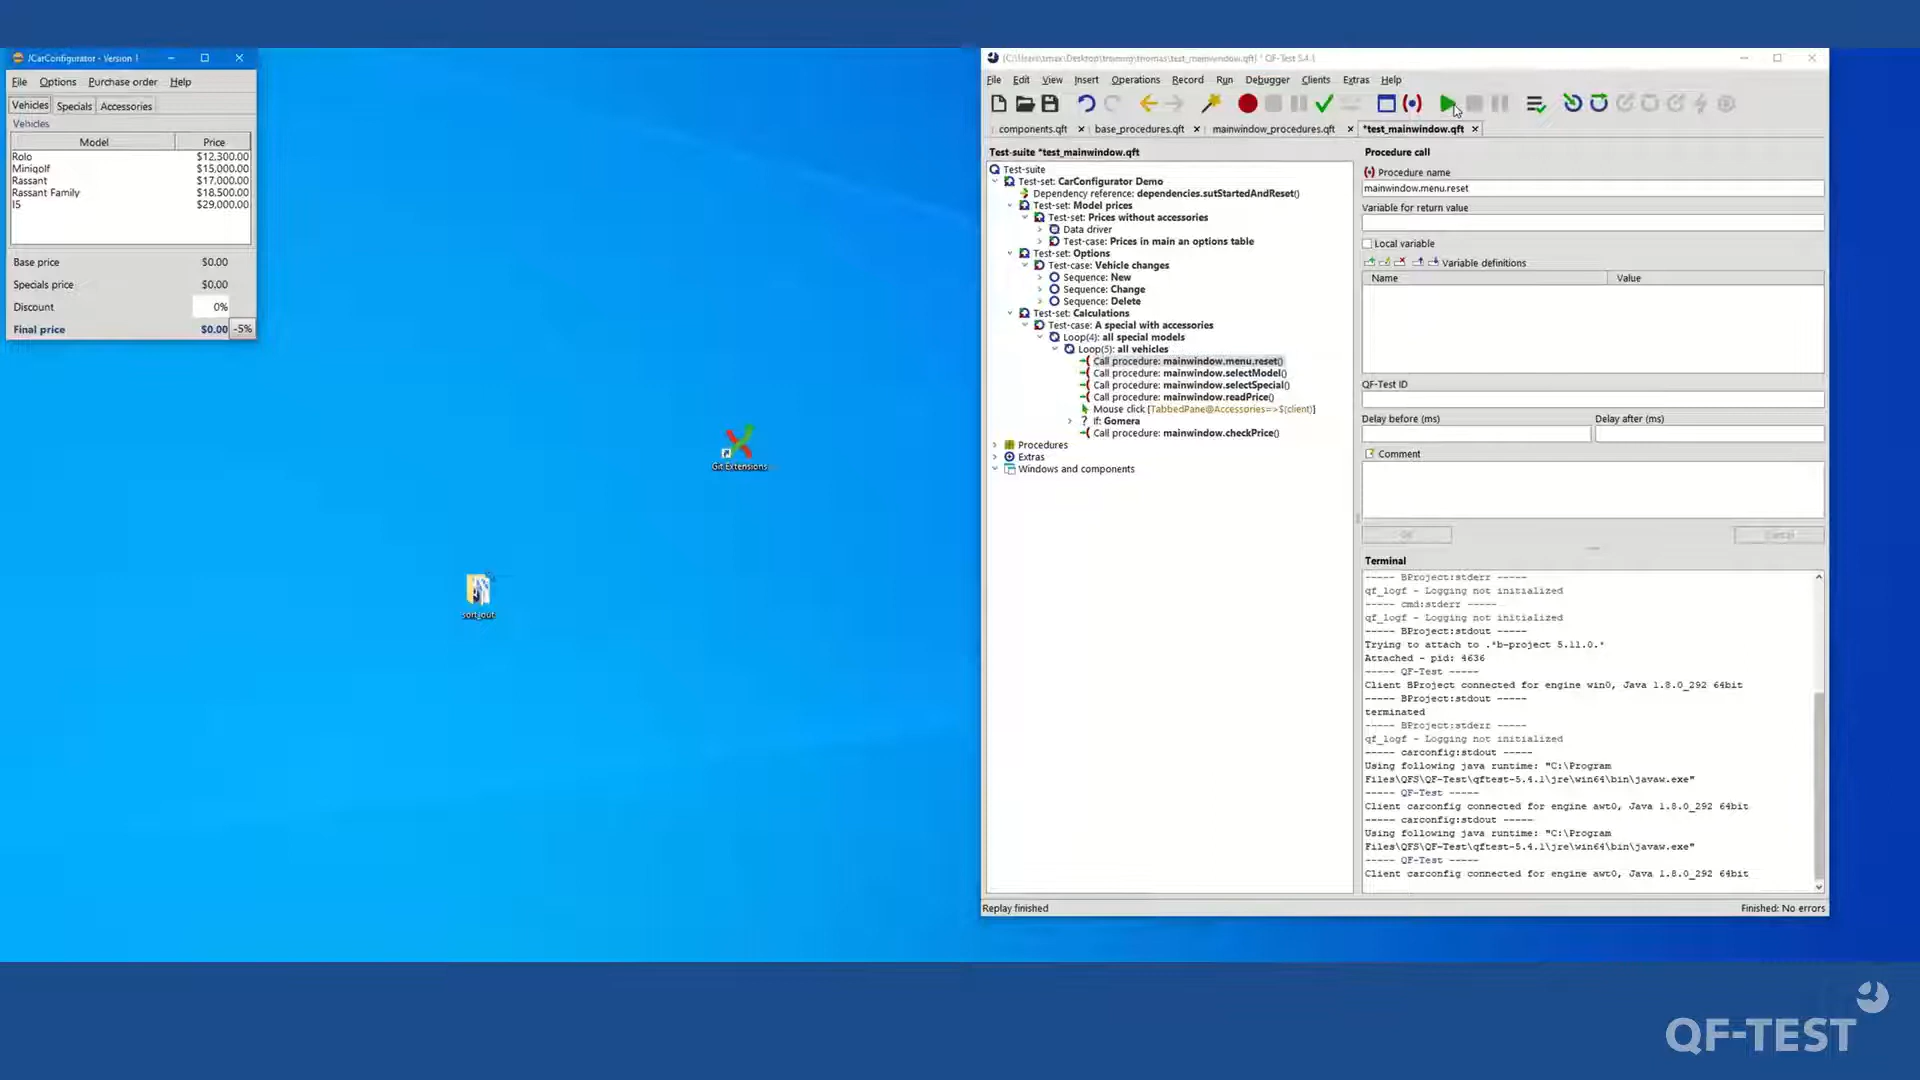 JCarConfigurator - Version 1
File Options Purchase order Help
Vehicles Specials Accessories
Vehicles
Model Price
Rolo $12,300.00
Minigolf $15,000.00
Rassant $17,000.00
Rassant Family $18,500.00
I5 $29,000.00
Base price $0.00
Specials price $0.00
Discount 0%
Final price $0.00 -5%
Git Extensions
sort_out
[C:\Users\tmax\Desktop\training\thomas\test_mainwindow.qft] * QF-Test 5.4.1
File Edit View Insert Operations Record Run Debugger Clients Extras Help
components.qft base_procedures.qft mainwindow_procedures.qft *test_mainwindow.qft
Test-suite *test_mainwindow.qft
Test-suite
Test-set: CarConfigurator Demo
Dependency reference: dependencies.sutStartedAndReset()
Test-set: Model prices
Test-set: Prices without accessories
Data driver
Test-case: Prices in main an options table
Test-set: Options
Test-case: Vehicle changes
Sequence: New
Sequence: Change
Sequence: Delete
Test-set: Calculations
Test-case: A special with accessories
Loop(4): all special models
Loop(5): all vehicles
Call procedure: mainwindow.menu.reset()
Call procedure: mainwindow.selectModel()
Call procedure: mainwindow.selectSpecial()
Call procedure: mainwindow.readPrice()
Mouse click [TabbedPane@Accessories=>$(client)]
If: Gomera
Call procedure: mainwindow.checkPrice()
Procedures
Extras
Windows and components
Procedure call
Procedure name
mainwindow.menu.reset
Variable for return value
Local variable
Variable definitions
Name Value
QF-Test ID
Delay before (ms) Delay after (ms)
Comment
OK Cancel
Terminal
----- BProject:stderr -----
qf_logf - Logging not initialized
----- cmd:stderr -----
qf_logf - Logging not initialized
----- BProject:stdout -----
Trying to attach to .*b-project 5.11.0.*
Attached - pid: 4636
----- QF-Test -----
Client BProject connected for engine win0, Java 1.8.0_292 64bit
----- BProject:stdout -----
terminated
----- BProject:stderr -----
qf_logf - Logging not initialized
----- carconfig:stdout -----
Using following java runtime: "C:\Program
Files\QFS\QF-Test\qftest-5.4.1\jre\win64\bin\javaw.exe"
----- QF-Test -----
Client carconfig connected for engine awt0, Java 1.8.0_292 64bit
----- carconfig:stdout -----
Using following java runtime: "C:\Program
Files\QFS\QF-Test\qftest-5.4.1\jre\win64\bin\javaw.exe"
----- QF-Test -----
Client carconfig connected for engine awt0, Java 1.8.0_292 64bit
Replay finished Finished: No errors
QF-TEST